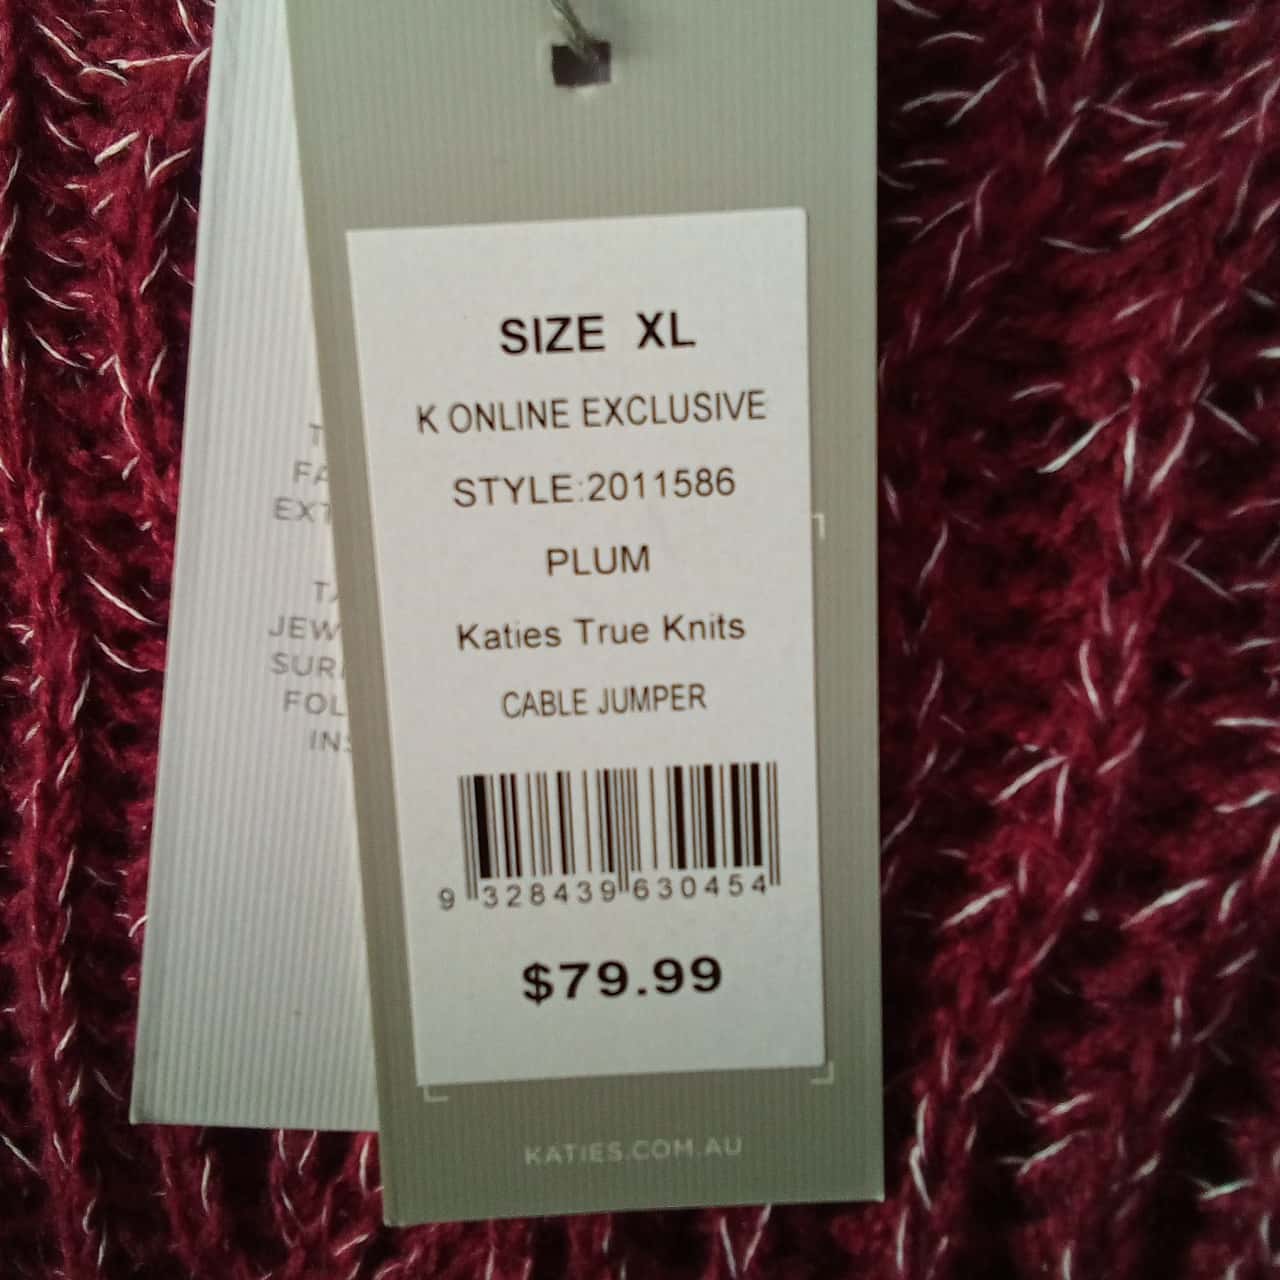 SIZE XL
K ONLINE EXCLUSIVE
STYLE:2011586
PLUM
Katies True Knits
CABLE JUMPER
9 328439 630454
$79.99
KATIES.COM.AU